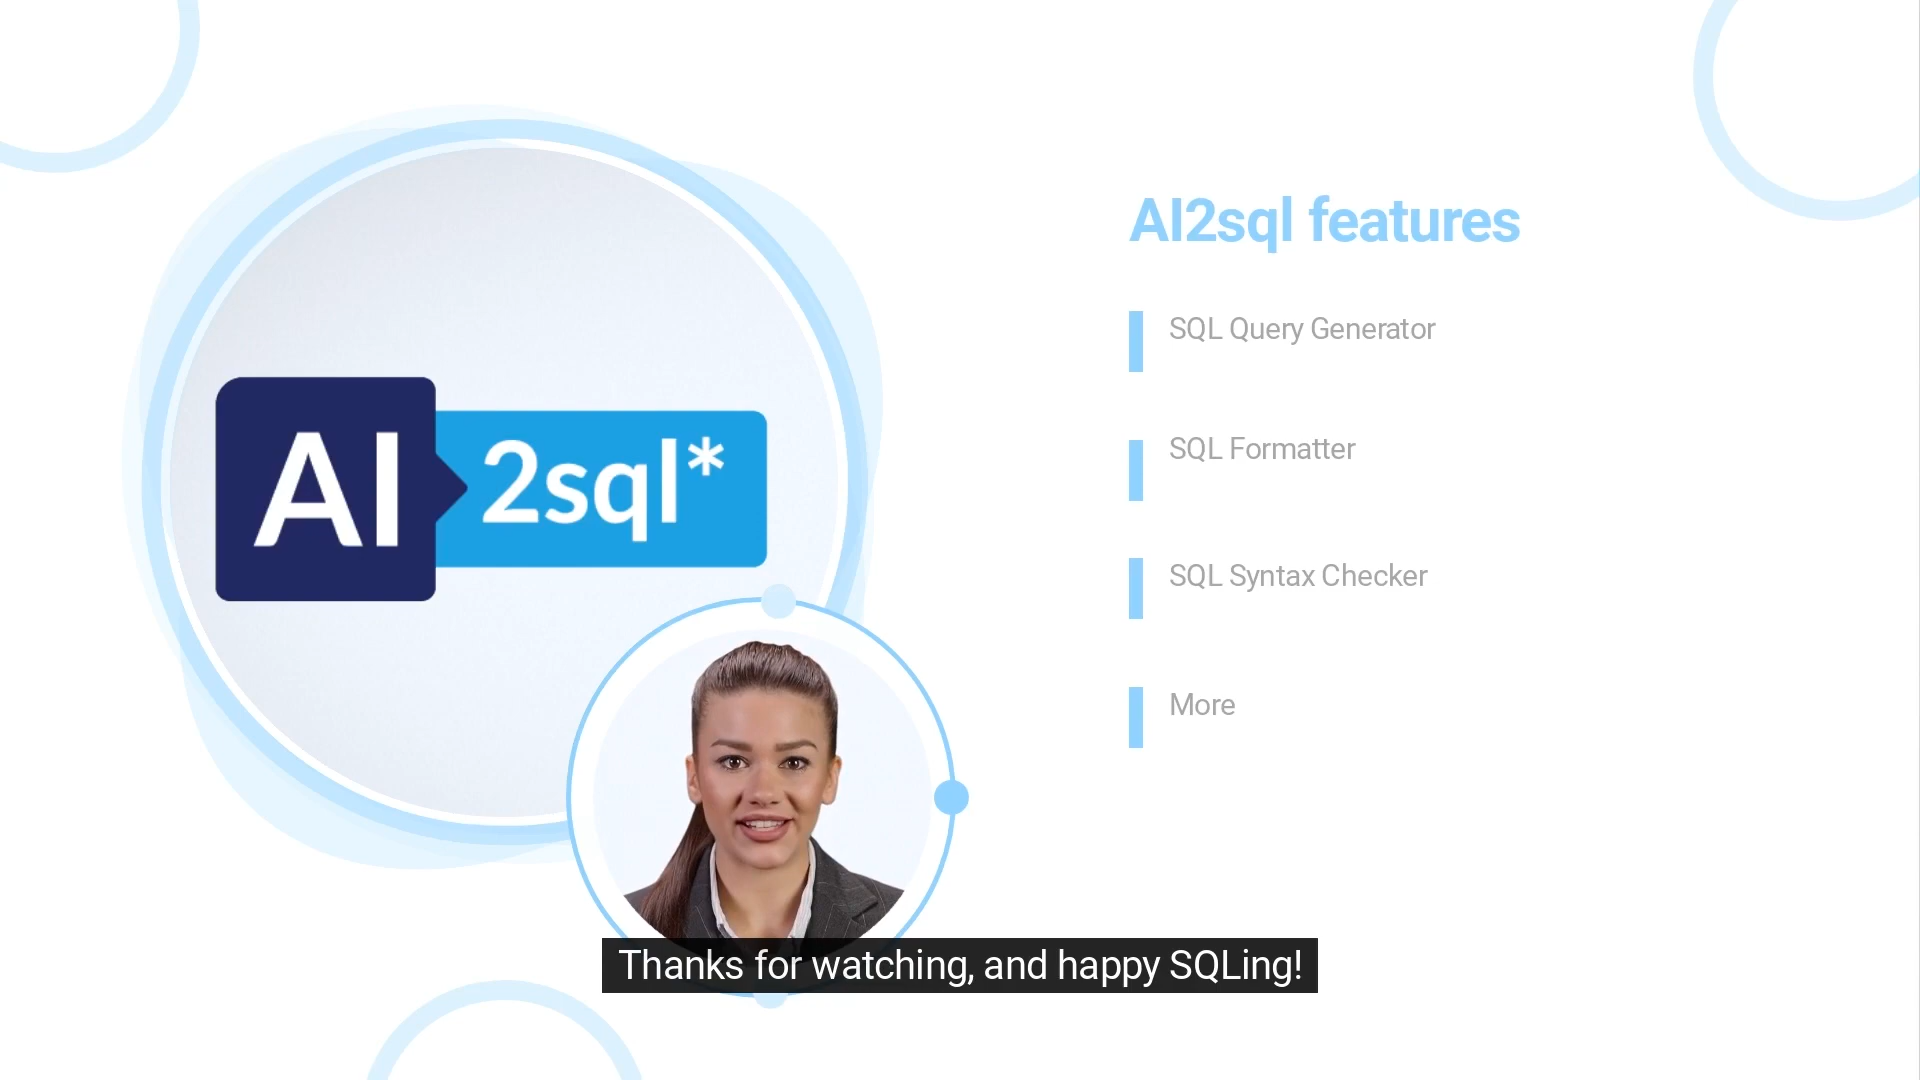 AI 2sql*
AI2sql features
SQL Query Generator
SQL Formatter
SQL Syntax Checker
More
Thanks for watching, and happy SQLing!